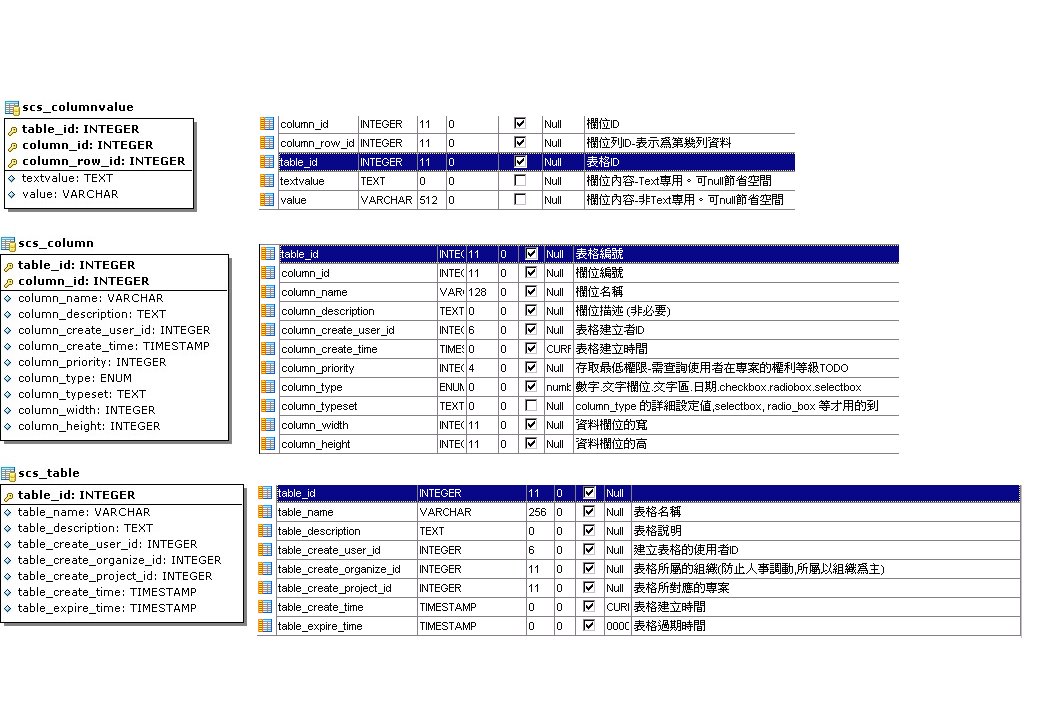 scs_columnvalue
table_id: INTEGER
column_id: INTEGER
column_row_id: INTEGER
textvalue: TEXT
value: VARCHAR
column_id INTEGER 11 0 Null 欄位ID
column_row_id INTEGER 11 0 Null 欄位列ID-表示爲第幾列資料
table_id INTEGER 11 0 Null 表格ID
textvalue TEXT 0 0 Null 欄位內容-Text專用。可null節省空間
value VARCHAR 512 0 Null 欄位內容-非Text專用。可null節省空間
scs_column
table_id: INTEGER
column_id: INTEGER
column_name: VARCHAR
column_description: TEXT
column_create_user_id: INTEGER
column_create_time: TIMESTAMP
column_priority: INTEGER
column_type: ENUM
column_typeset: TEXT
column_width: INTEGER
column_height: INTEGER
table_id INTE 11 0 Null 表格編號
column_id INTE 11 0 Null 欄位編號
column_name VAR 128 0 Null 欄位名稱
column_description TEXT 0 0 Null 欄位描述 (非必要)
column_create_user_id INTE 6 0 Null 表格建立者ID
column_create_time TIME 0 0 CURR 表格建立時間
column_priority INTE 4 0 Null 存取最低權限-需查詢使用者在專案的權利等級TODO
column_type ENUM 0 0 numb 數字.文字欄位.文字區.日期.checkbox.radiobox.selectbox
column_typeset TEXT 0 0 Null column_type 的詳細設定値,selectbox, radio_box 等才用的到
column_width INTE 11 0 Null 資料欄位的寬
column_height INTE 11 0 Null 資料欄位的高
scs_table
table_id: INTEGER
table_name: VARCHAR
table_description: TEXT
table_create_user_id: INTEGER
table_create_organize_id: INTEGER
table_create_project_id: INTEGER
table_create_time: TIMESTAMP
table_expire_time: TIMESTAMP
table_id INTEGER 11 0 Null
table_name VARCHAR 256 0 Null 表格名稱
table_description TEXT 0 0 Null 表格說明
table_create_user_id INTEGER 6 0 Null 建立表格的使用者ID
table_create_organize_id INTEGER 11 0 Null 表格所屬的組織(防止人事調動,所屬以組織爲主)
table_create_project_id INTEGER 11 0 Null 表格所對應的專案
table_create_time TIMESTAMP 0 0 CURI 表格建立時間
table_expire_time TIMESTAMP 0 0 000C 表格過期時間